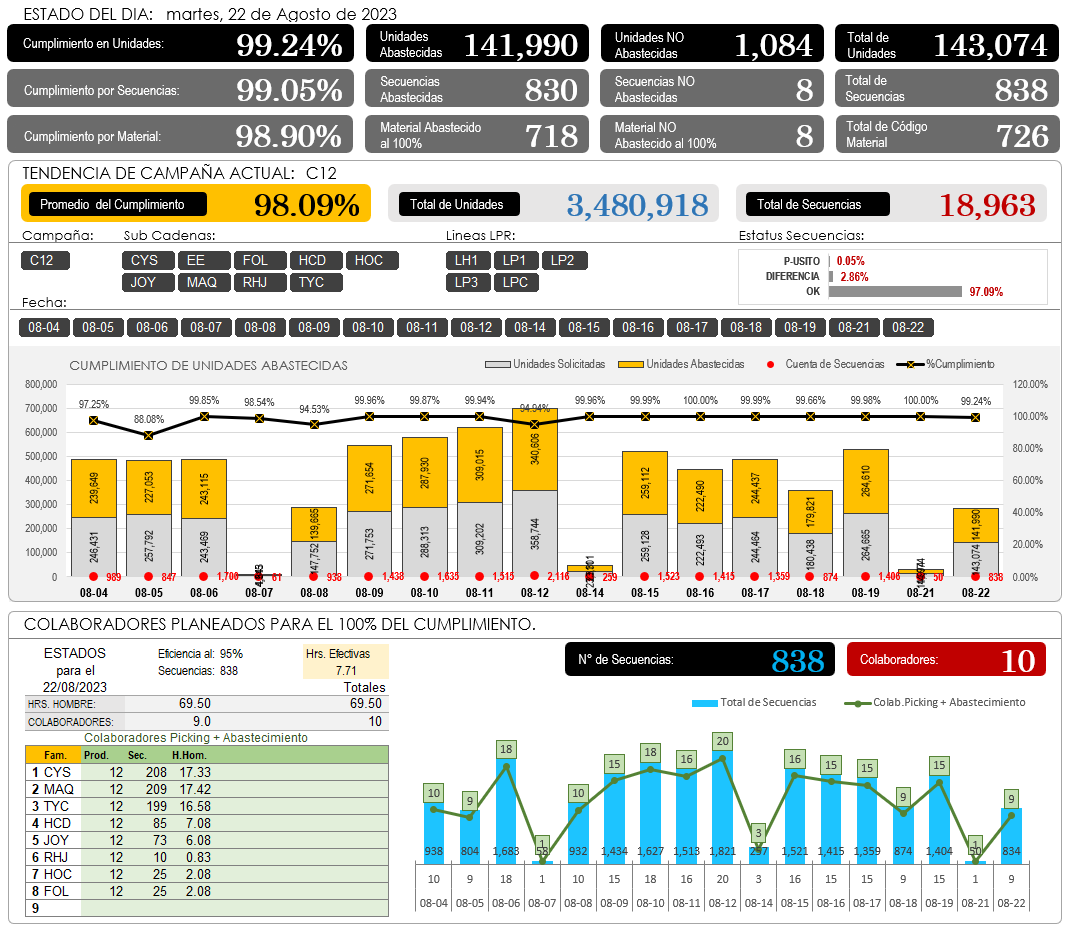 ESTADO DEL DIA: martes, 22 de Agosto de 2023
Cumplimiento en Unidades: 99.24%
Unidades Abastecidas 141,990
Unidades NO Abastecidas 1,084
Total de Unidades 143,074
Cumplimiento por Secuencias: 99.05%
Secuencias Abastecidas 830
Secuencias NO Abastecidas 8
Total de Secuencias 838
Cumplimiento por Material: 98.90%
Material Abastecido al 100% 718
Material NO Abastecido al 100% 8
Total de Código Material 726
TENDENCIA DE CAMPAÑA ACTUAL: C12
Promedio del Cumplimiento 98.09%
Total de Unidades 3,480,918
Total de Secuencias 18,963
Campaña: Sub Cadenas: Lineas LPR: Estatus Secuencias:
C12 CYS EE FOL HCD HOC LH1 LP1 LP2
JOY MAQ RHJ TYC LP3 LPC
P-USITO 0.05%
DIFERENCIA 2.86%
OK 97.09%
Fecha:
08-04 08-05 08-06 08-07 08-08 08-09 08-10 08-11 08-12 08-14 08-15 08-16 08-17 08-18 08-19 08-21 08-22
CUMPLIMIENTO DE UNIDADES ABASTECIDAS
Unidades Solicitadas Unidades Abastecidas Cuenta de Secuencias %Cumplimiento
800,000 120.00%
700,000
600,000 100.00%
500,000 80.00%
400,000 60.00%
300,000
200,000 40.00%
100,000 20.00%
0 0.00%
97.25% 88.08% 99.85% 98.54% 94.53% 99.96% 99.87% 99.94% 94.94% 99.96% 99.99% 100.00% 99.99% 99.66% 99.98% 100.00% 99.24%
239,649 227,053 243,115 139,665 271,654 287,930 309,015 340,606 259,112 222,490 244,437 179,821 264,610 141,990
246,431 257,792 243,469 147,752 271,753 288,313 309,202 358,744 259,128 222,493 244,464 180,438 264,665 143,074
989 847 1,706 61 938 1,438 1,635 1,515 2,116 259 1,523 1,415 1,359 874 1,406 50 838
08-04 08-05 08-06 08-07 08-08 08-09 08-10 08-11 08-12 08-14 08-15 08-16 08-17 08-18 08-19 08-21 08-22
COLABORADORES PLANEADOS PARA EL 100% DEL CUMPLIMIENTO.
ESTADOS Eficiencia al: 95% Hrs. Efectivas
para el Secuencias: 838 7.71
22/08/2023 Totales
HRS. HOMBRE: 69.50 69.50
COLABORADORES: 9.0 10
Colaboradores Picking + Abastecimiento
Fam. Prod. Sec. H.Hom.
1 CYS 12 208 17.33
2 MAQ 12 209 17.42
3 TYC 12 199 16.58
4 HCD 12 85 7.08
5 JOY 12 73 6.08
6 RHJ 12 10 0.83
7 HOC 12 25 2.08
8 FOL 12 25 2.08
9
N° de Secuencias: 838
Colaboradores: 10
Total de Secuencias Colab.Picking + Abastecimiento
10 9 18 1 10 15 18 16 20 3 16 15 15 9 15 1 9
938 804 1,683 932 1,434 1,627 1,513 1,821 257 1,521 1,415 1,359 874 1,404 50 834
10 9 18 1 10 15 18 16 20 3 16 15 15 9 15 1 9
08-04 08-05 08-06 08-07 08-08 08-09 08-10 08-11 08-12 08-14 08-15 08-16 08-17 08-18 08-19 08-21 08-22